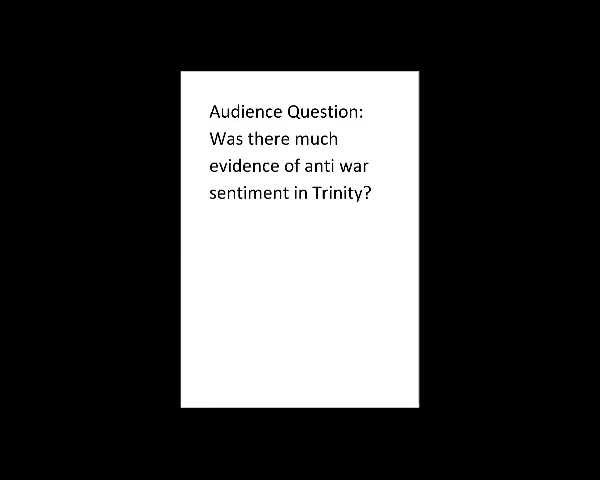 Audience Question:
Was there much
evidence of anti war
sentiment in Trinity?